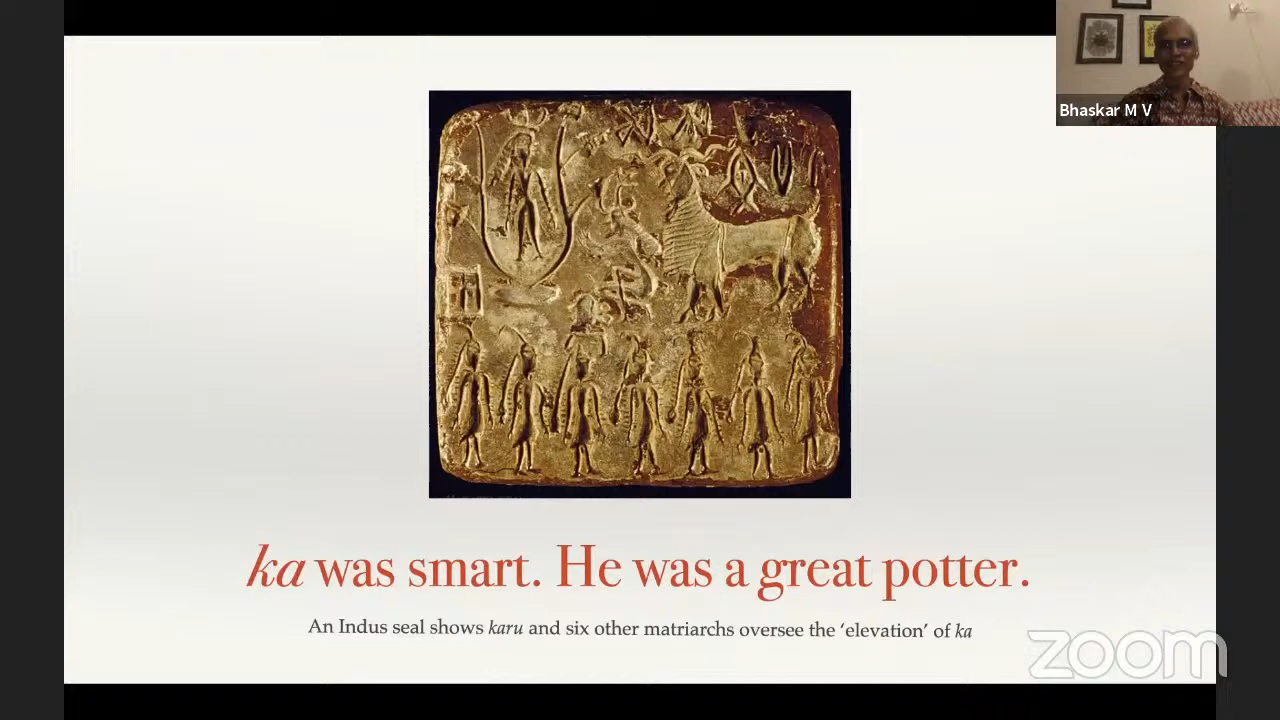 Bhaskar M V
ka was smart. He was a great potter.
An Indus seal shows karu and six other matriarchs oversee the ‘elevation’ of ka
zoom